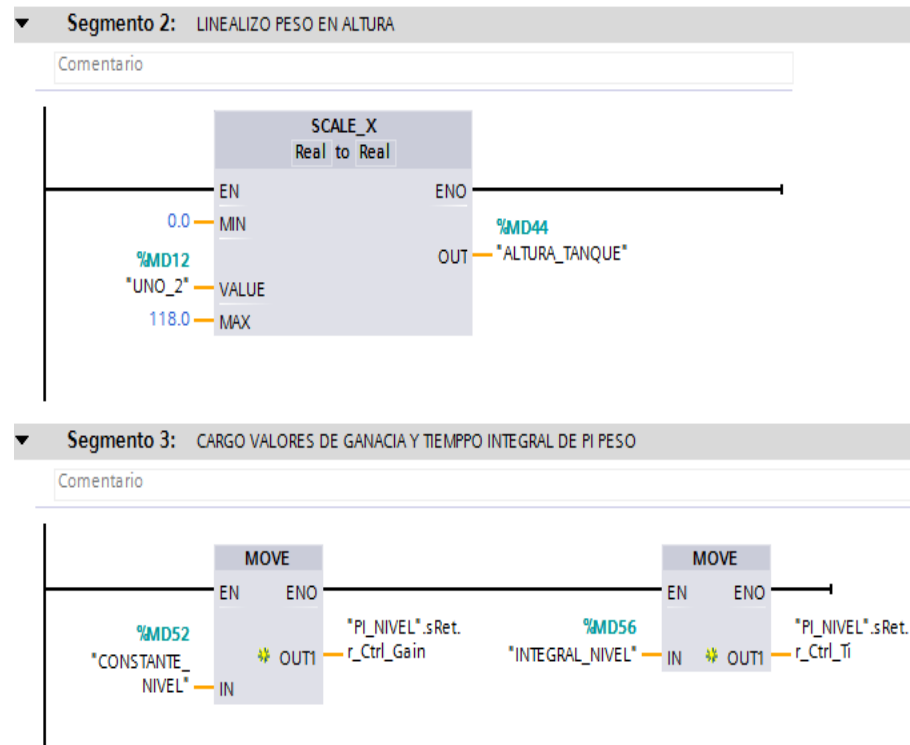 Segmento 2: LINEALIZO PESO EN ALTURA
Comentario
SCALE_X
Real to Real
EN ENO
0.0 MIN
%MD44
OUT "ALTURA_TANQUE"
%MD12
"UNO_2" VALUE
118.0 MAX
Segmento 3: CARGO VALORES DE GANACIA Y TIEMPPO INTEGRAL DE PI PESO
Comentario
MOVE MOVE
EN ENO EN ENO
%MD52 "PI_NIVEL".sRet. %MD56 "PI_NIVEL".sRet.
"CONSTANTE_ OUT1 r_Ctrl_Gain "INTEGRAL_NIVEL" IN OUT1 r_Ctrl_Ti
NIVEL" IN